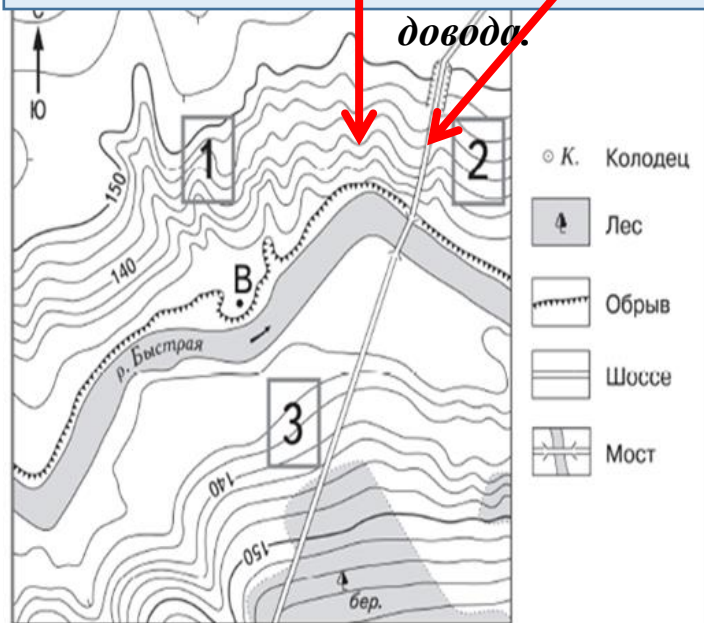 довода.
С
Ю
1
2
150
140
В
р. Быстрая
3
140
150
бер.
К. Колодец
Лес
Обрыв
Шоссе
Мост